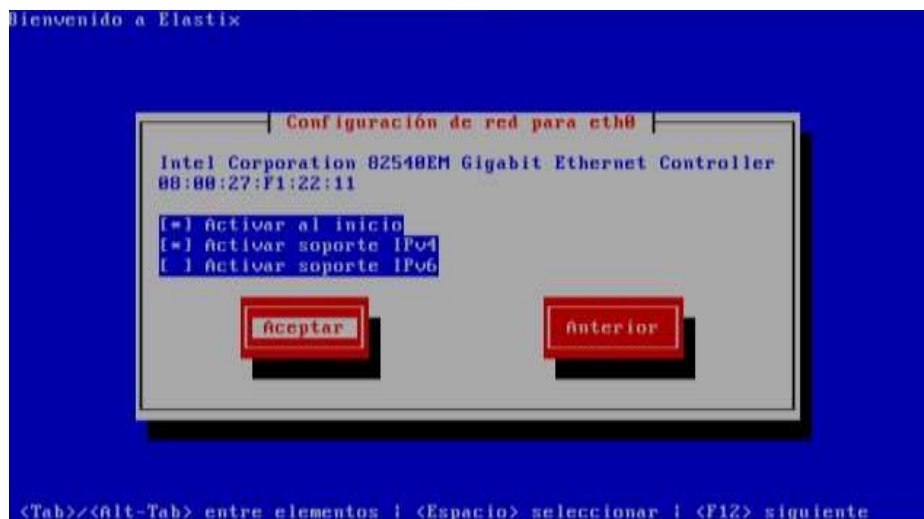 Bienvenido a Elastix
Configuración de red para eth0
Intel Corporation 82540EM Gigabit Ethernet Controller
08:00:27:F1:22:11
[*] Activar al inicio
[*] Activar soporte IPv4
[ ] Activar soporte IPv6
Aceptar
Anterior
<Tab>/<Alt-Tab> entre elementos | <Espacio> seleccionar | <F12> siguiente